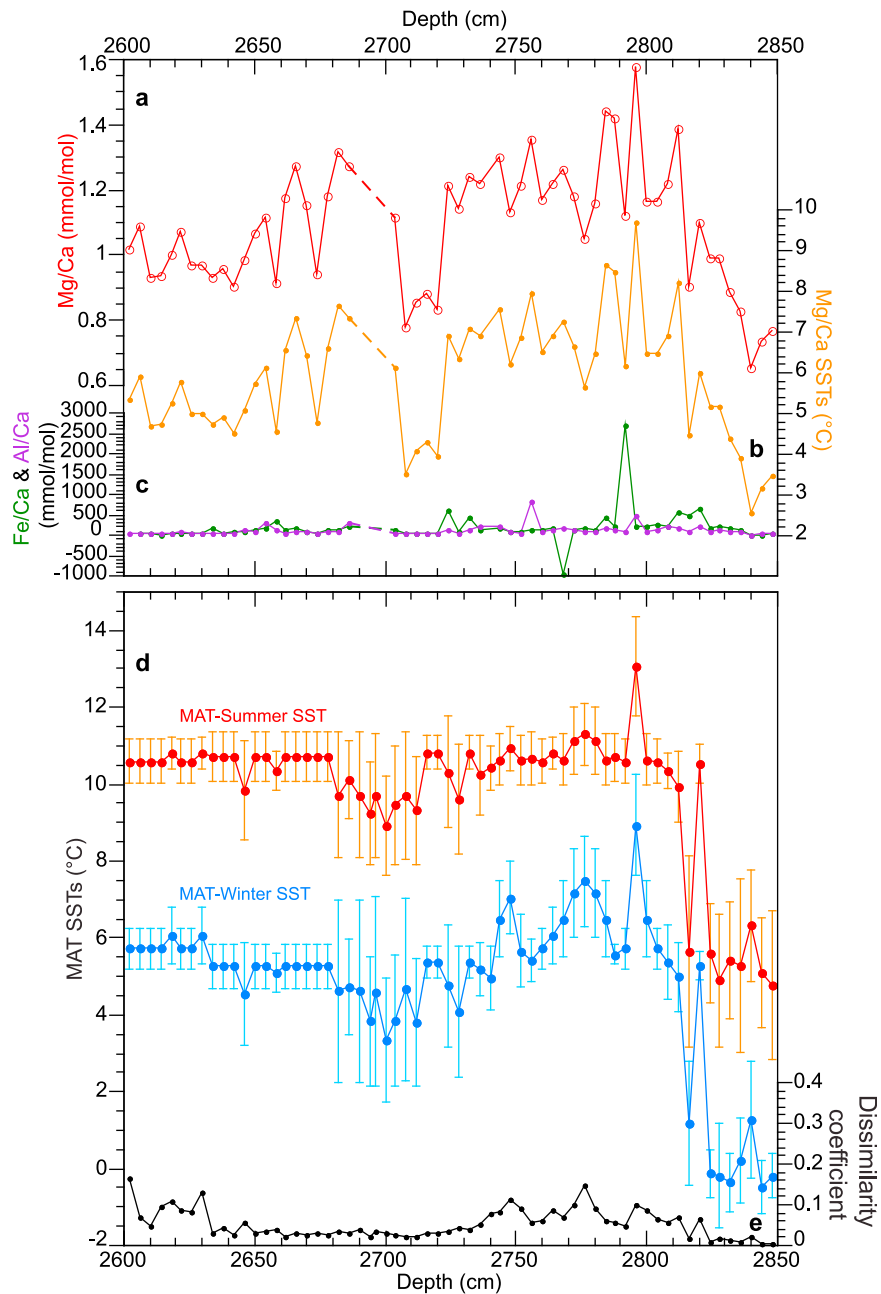 Depth (cm)
2600 2650 2700 2750 2800 2850
a
1.6
1.4
1.2
1
0.8
0.6
Mg/Ca (mmol/mol)
10
9
8
7
6
5
4
3
2
Mg/Ca SSTs (°C)
b
3000
2500
2000
1500
1000
500
0
-500
-1000
Fe/Ca & Al/Ca
(mmol/mol)
c
d
14
12
10
8
6
4
2
0
-2
MAT SSTs (°C)
MAT-Summer SST
MAT-Winter SST
0.4
0.3
0.2
0.1
0
Dissimilarity
coefficient
e
2600 2650 2700 2750 2800 2850
Depth (cm)